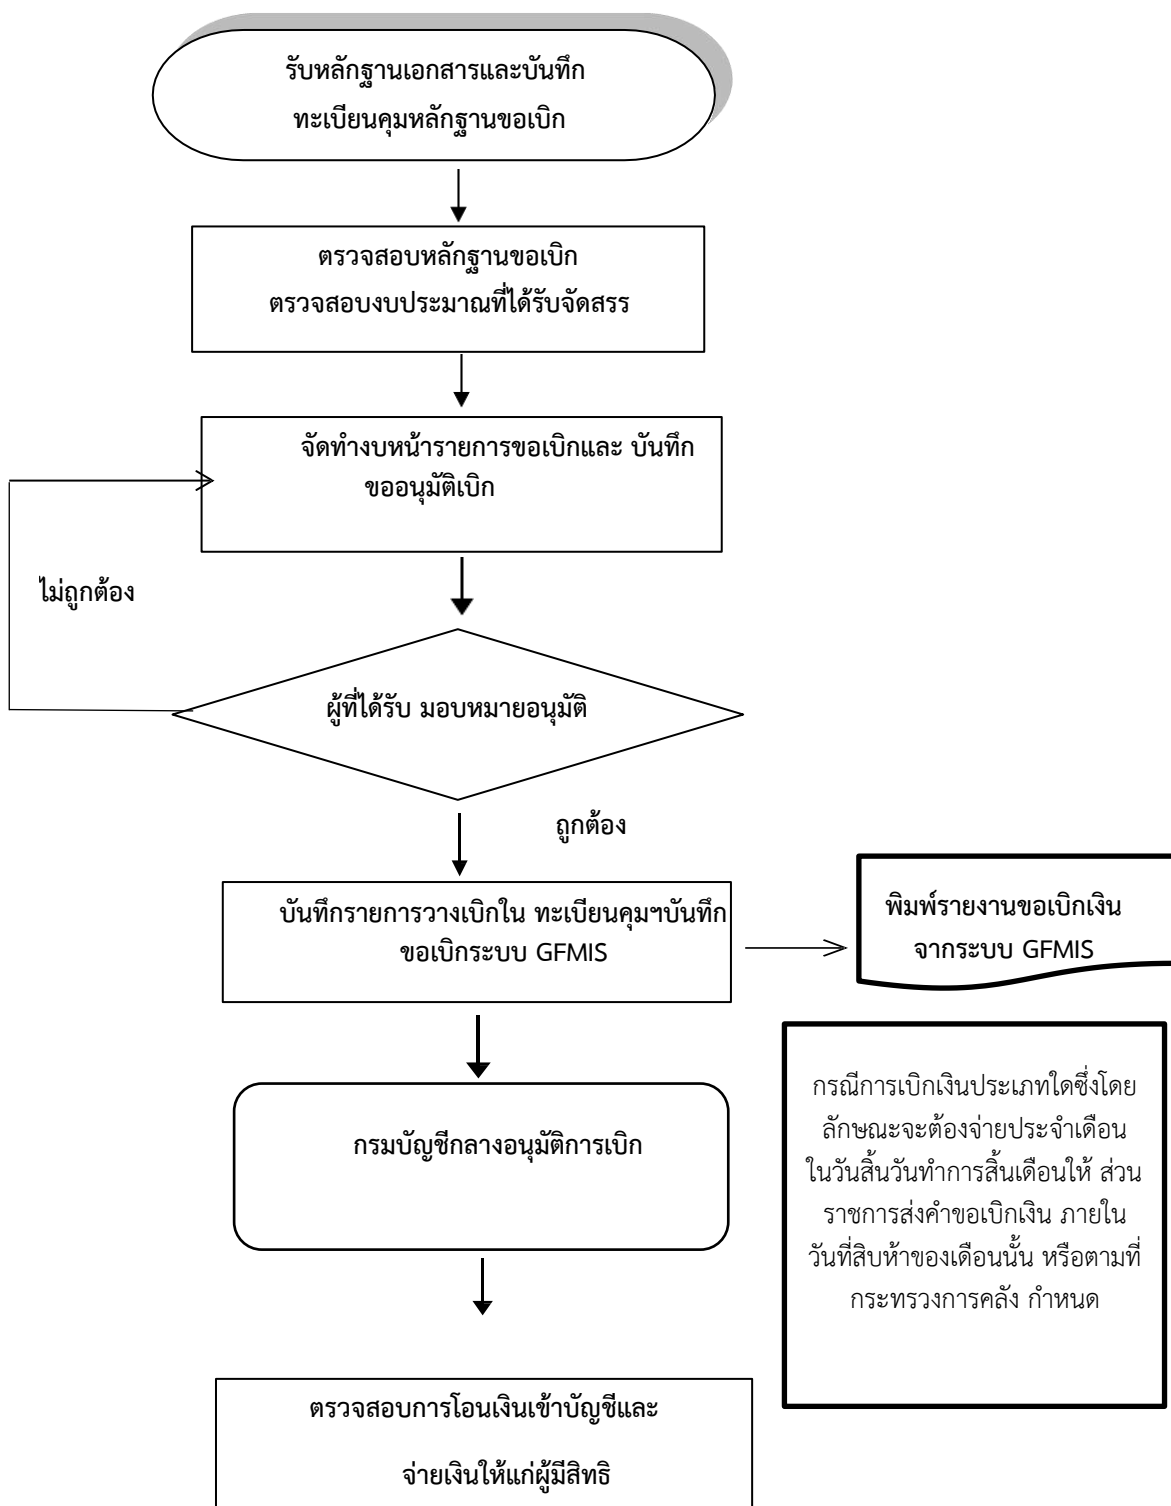 รับหลักฐานเอกสารและบันทึก
ทะเบียนคุมหลักฐานขอเบิก
ตรวจสอบหลักฐานขอเบิก
ตรวจสอบงบประมาณที่ได้รับจัดสรร
จัดทำงบหน้ารายการขอเบิกและ บันทึก
ขออนุมัติเบิก
ไม่ถูกต้อง
ผู้ที่ได้รับ มอบหมายอนุมัติ
ถูกต้อง
บันทึกรายการวางเบิกใน ทะเบียนคุมฯบันทึก
ขอเบิกระบบ GFMIS
พิมพ์รายงานขอเบิกเงิน
จากระบบ GFMIS
กรมบัญชีกลางอนุมัติการเบิก
กรณีการเบิกเงินประเภทใดซึ่งโดย
ลักษณะจะต้องจ่ายประจำเดือน
ในวันสิ้นวันทำการสิ้นเดือนให้ ส่วน
ราชการส่งคำขอเบิกเงิน ภายใน
วันที่สิบห้าของเดือนนั้น หรือตามที่
กระทรวงการคลัง กำหนด
ตรวจสอบการโอนเงินเข้าบัญชีและ
จ่ายเงินให้แก่ผู้มีสิทธิ